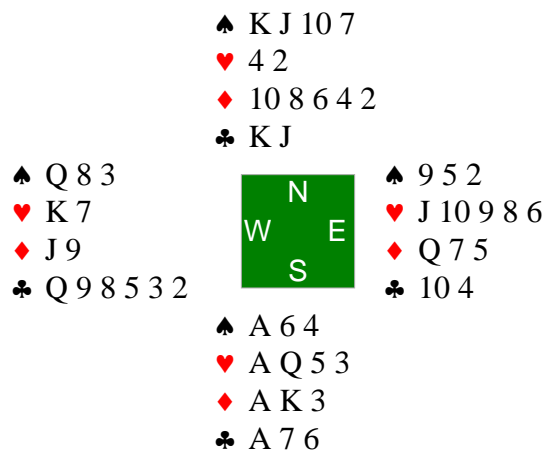 ♠ K J 10 7
♥ 4 2
♦ 10 8 6 4 2
♣ K J
♠ Q 8 3
♥ K 7
♦ J 9
♣ Q 9 8 5 3 2
N
W E
S
♠ 9 5 2
♥ J 10 9 8 6
♦ Q 7 5
♣ 10 4
♠ A 6 4
♥ A Q 5 3
♦ A K 3
♣ A 7 6